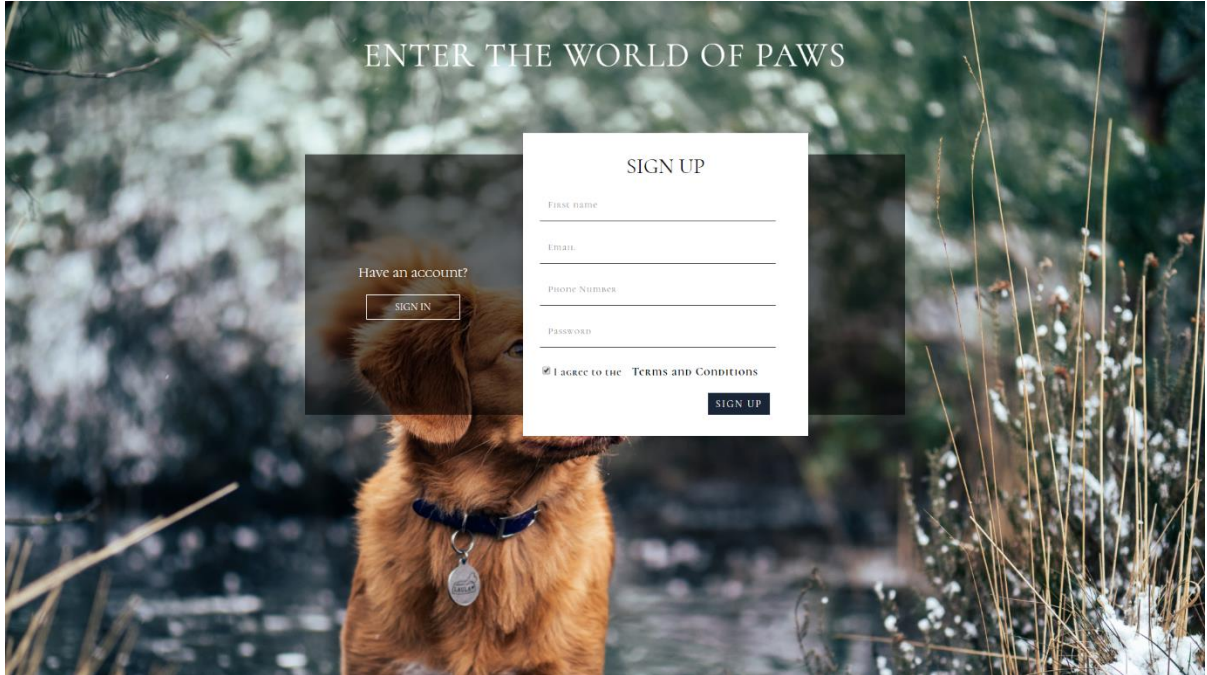 ENTER THE WORLD OF PAWS
SIGN UP
First name
Email
Phone Number
Password
I agree to the Terms and Conditions
SIGN UP
Have an account?
SIGN IN